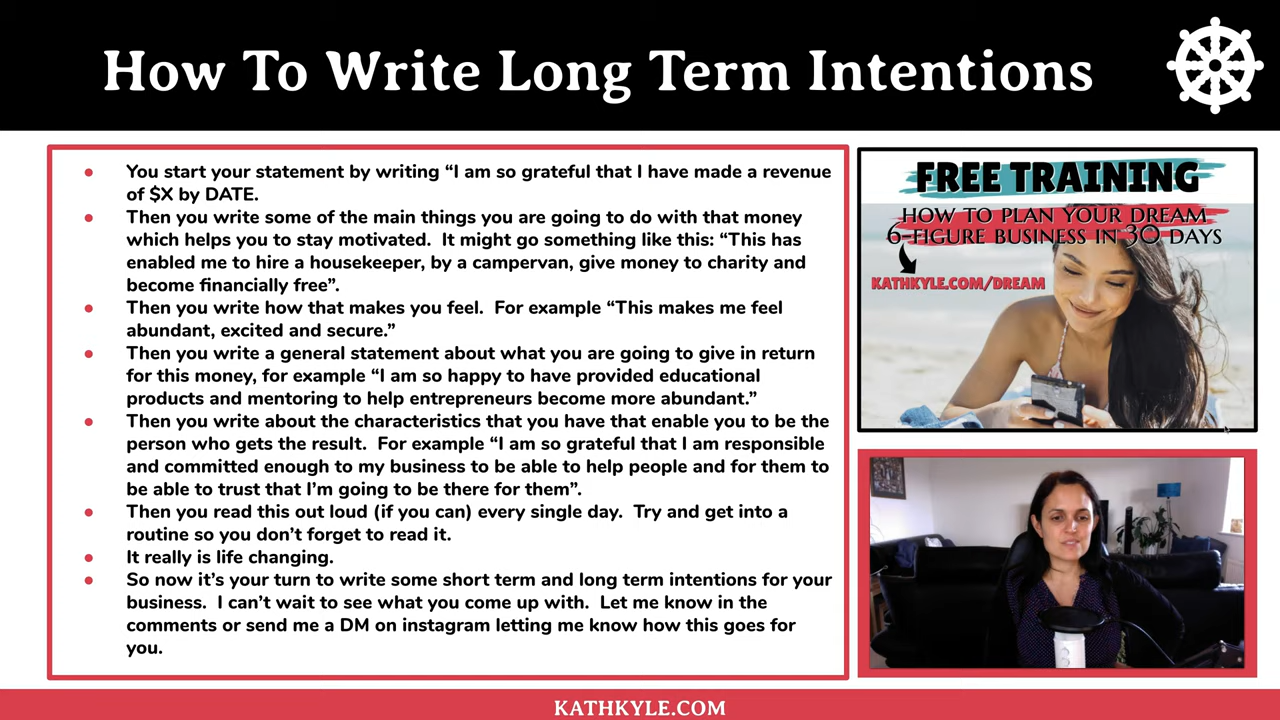 How To Write Long Term Intentions
You start your statement by writing “I am so grateful that I have made a revenue
of $X by DATE.
Then you write some of the main things you are going to do with that money
which helps you to stay motivated.  It might go something like this: “This has
enabled me to hire a housekeeper, by a campervan, give money to charity and
become financially free”.
Then you write how that makes you feel.  For example “This makes me feel
abundant, excited and secure.”
Then you write a general statement about what you are going to give in return
for this money, for example “I am so happy to have provided educational
products and mentoring to help entrepreneurs become more abundant.”
Then you write about the characteristics that you have that enable you to be the
person who gets the result.  For example “I am so grateful that I am responsible
and committed enough to my business to be able to help people and for them to
be able to trust that I’m going to be there for them”.
Then you read this out loud (if you can) every single day.  Try and get into a
routine so you don’t forget to read it.
It really is life changing.
So now it’s your turn to write some short term and long term intentions for your
business.  I can’t wait to see what you come up with.  Let me know in the
comments or send me a DM on instagram letting me know how this goes for
you.
FREE TRAINING
HOW TO PLAN YOUR DREAM
6-FIGURE BUSINESS IN 30 DAYS
KATHKYLE.COM/DREAM
KATHKYLE.COM